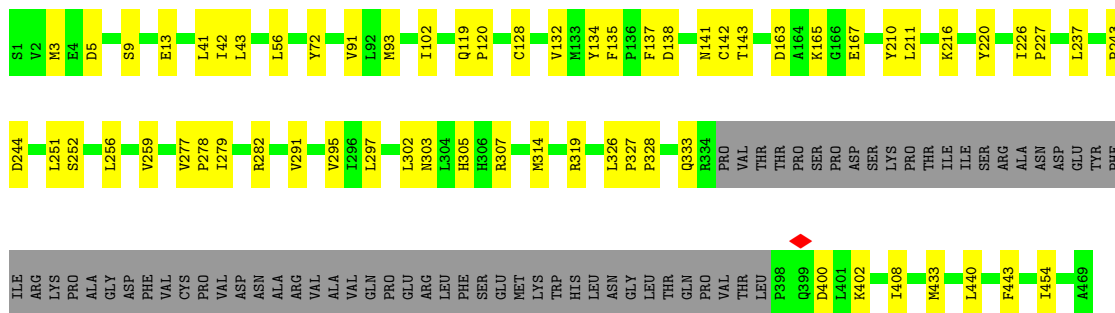 S1 V2 M3 E4 D5 S9 E13 L41 I42 L43 L56 Y72 V91 L92 M93 I102 Q119 P120 C128 V132 M133 Y134 F135 P136 F137 D138 N141 C142 T143 D163 A164 K165 G166 E167 Y210 L211 K216 Y220 I226 P227 L237
D244 L251 S252 L256 V259 V277 P278 I279 R282 V291 V295 I296 L297 L302 N303 L304 H305 H306 R307 M314 R319 L326 P327 P328 Q333 R334 PRO VAL THR THR PRO SER PRO ASP SER LYS PRO THR ILE ILE SER ARG ALA ASN ASP GLU TYR
ILE ARG LYS PRO ALA GLY ASP PHE VAL CYS PRO VAL ASP ASN ALA ARG VAL ALA VAL GLN PRO GLU ARG LEU PHE SER GLU MET LYS TRP HIS LEU ASN GLY LEU THR GLN PRO VAL THR LEU P398 Q399 D400 L401 K402 I408 M433 L440 F443 I454 A469